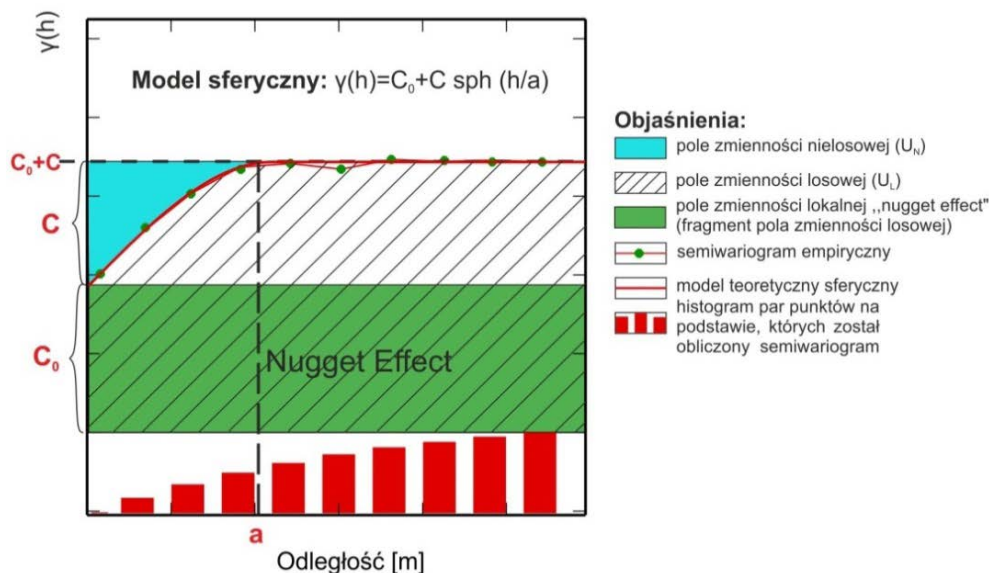 γ(h)
Model sferyczny: γ(h)=C₀+C sph (h/a)
C₀+C
C
C₀
Nugget Effect
a
Odległość [m]
Objaśnienia:
pole zmienności nielosowej (U_N)
pole zmienności losowej (U_L)
pole zmienności lokalnej ,,nugget effect"
(fragment pola zmienności losowej)
semiwariogram empiryczny
model teoretyczny sferyczny
histogram par punktów na
podstawie, których został
obliczony semiwariogram